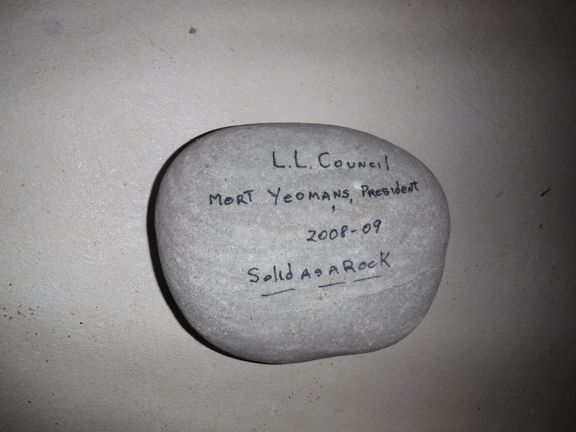 L.L. Council
Mort Yeomans, President
2008-09
Solid As A Rock